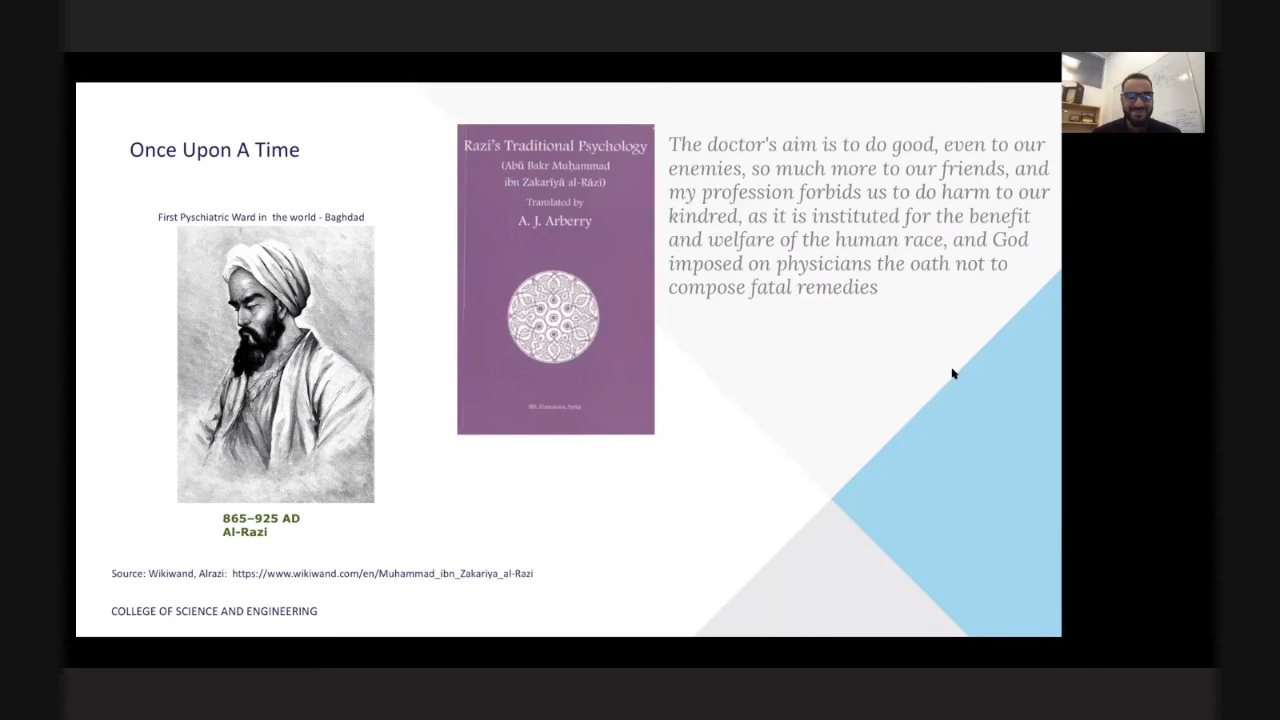 Once Upon A Time
First Pyschiatric Ward in the world - Baghdad
865–925 AD
Al-Razi
Razi's Traditional Psychology
(Abū Bakr Muḥammad
ibn Zakarīyā al-Rāzī)
Translated by
A. J. Arberry
Damascus, Syria
The doctor's aim is to do good, even to our
enemies, so much more to our friends, and
my profession forbids us to do harm to our
kindred, as it is instituted for the benefit
and welfare of the human race, and God
imposed on physicians the oath not to
compose fatal remedies
Source: Wikiwand, Alrazi: https://www.wikiwand.com/en/Muhammad_ibn_Zakariya_al-Razi
COLLEGE OF SCIENCE AND ENGINEERING